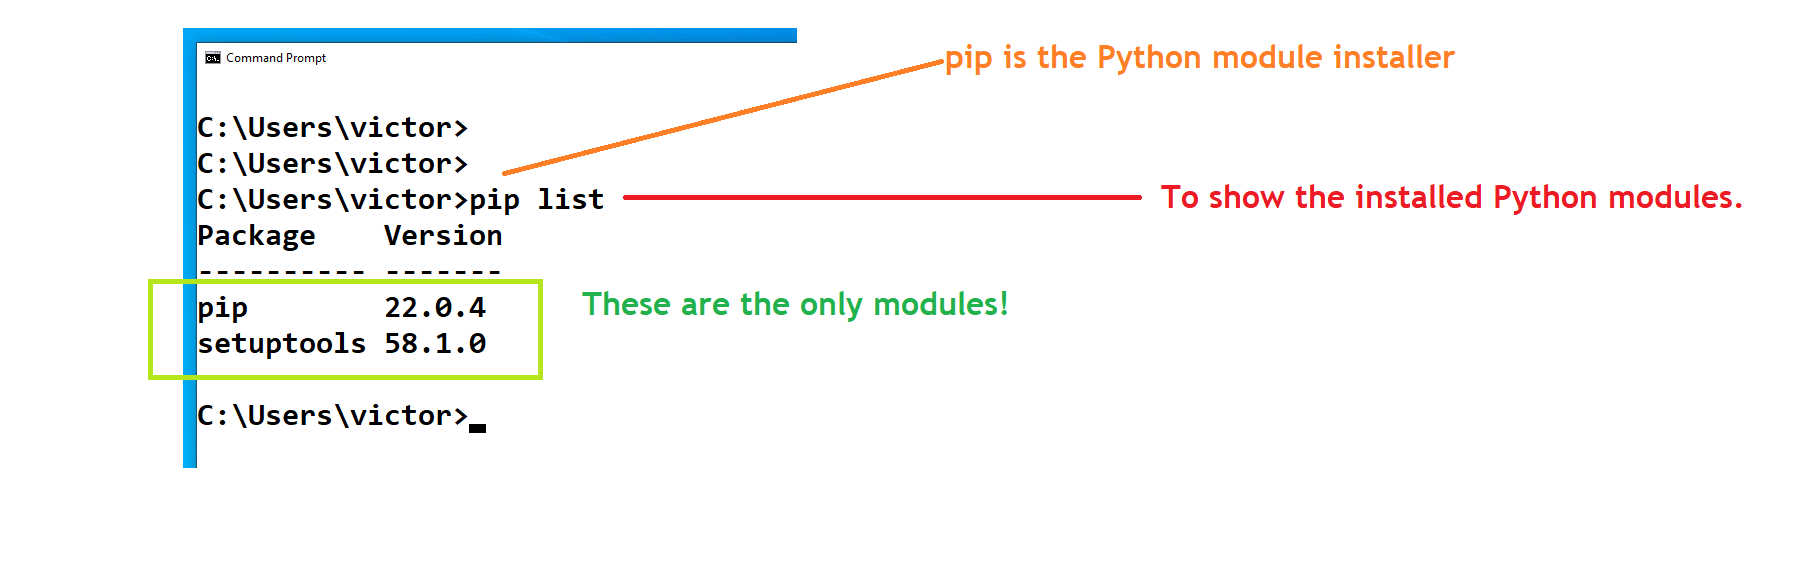 Command Prompt
pip is the Python module installer
C:\Users\victor>
C:\Users\victor>
C:\Users\victor>pip list
To show the installed Python modules.
Package    Version
---------- -------
pip        22.0.4
These are the only modules!
setuptools 58.1.0
C:\Users\victor>